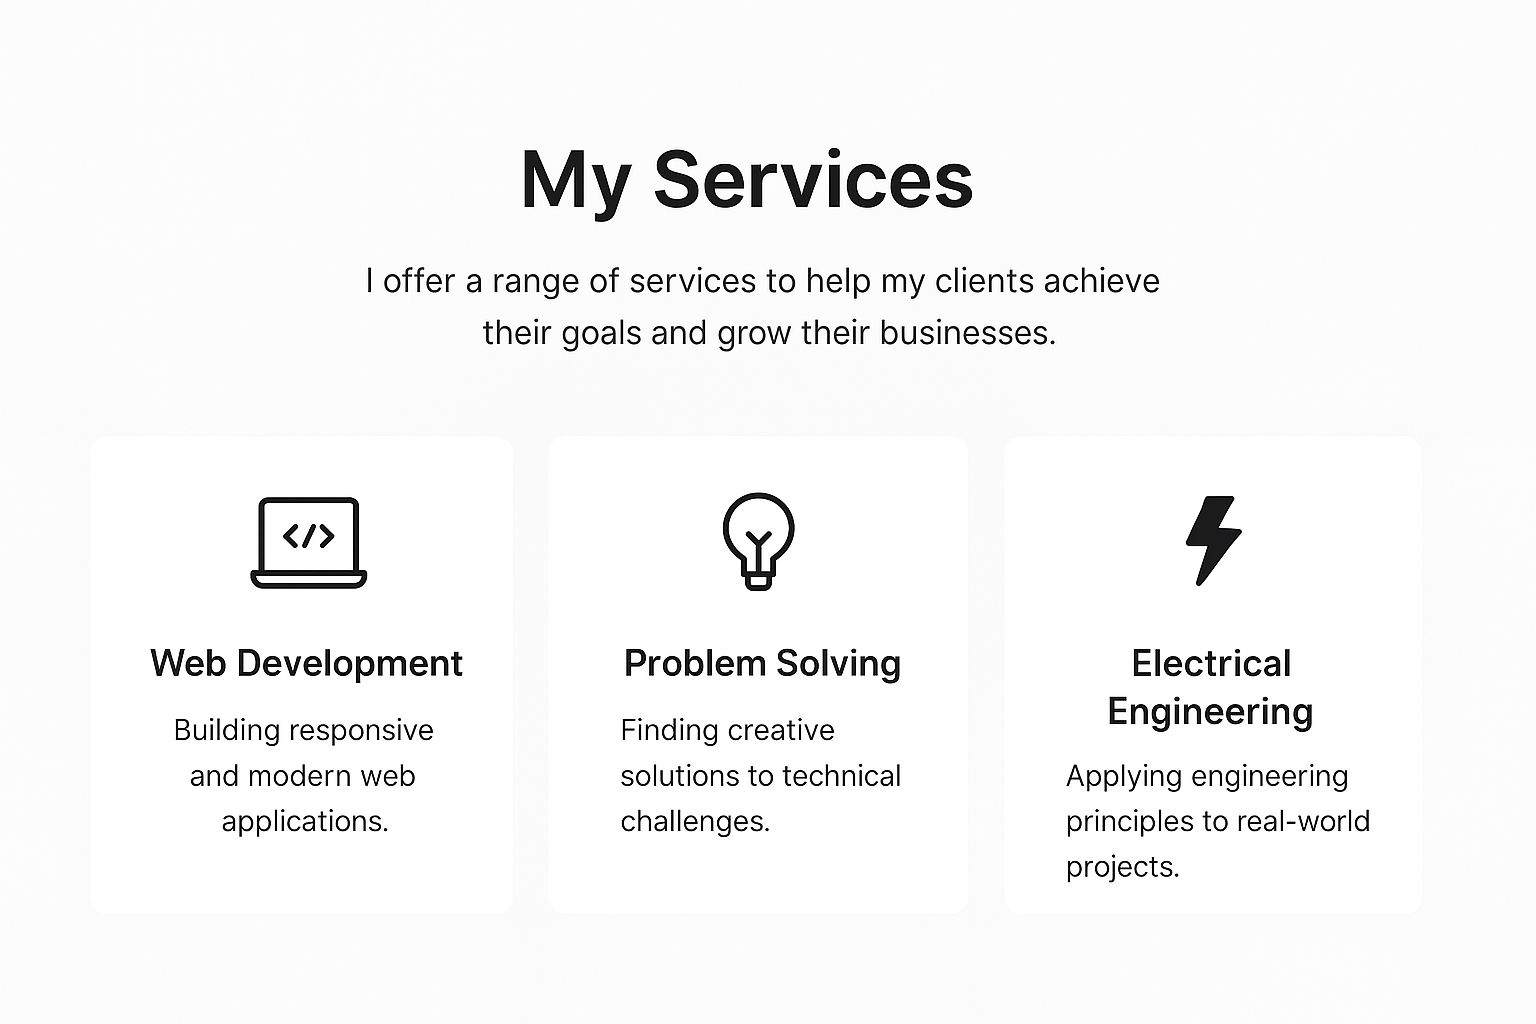 My Services
I offer a range of services to help my clients achieve
their goals and grow their businesses.
</>
Web Development
Building responsive
and modern web
applications.
Problem Solving
Finding creative
solutions to technical
challenges.
Electrical
Engineering
Applying engineering
principles to real-world
projects.